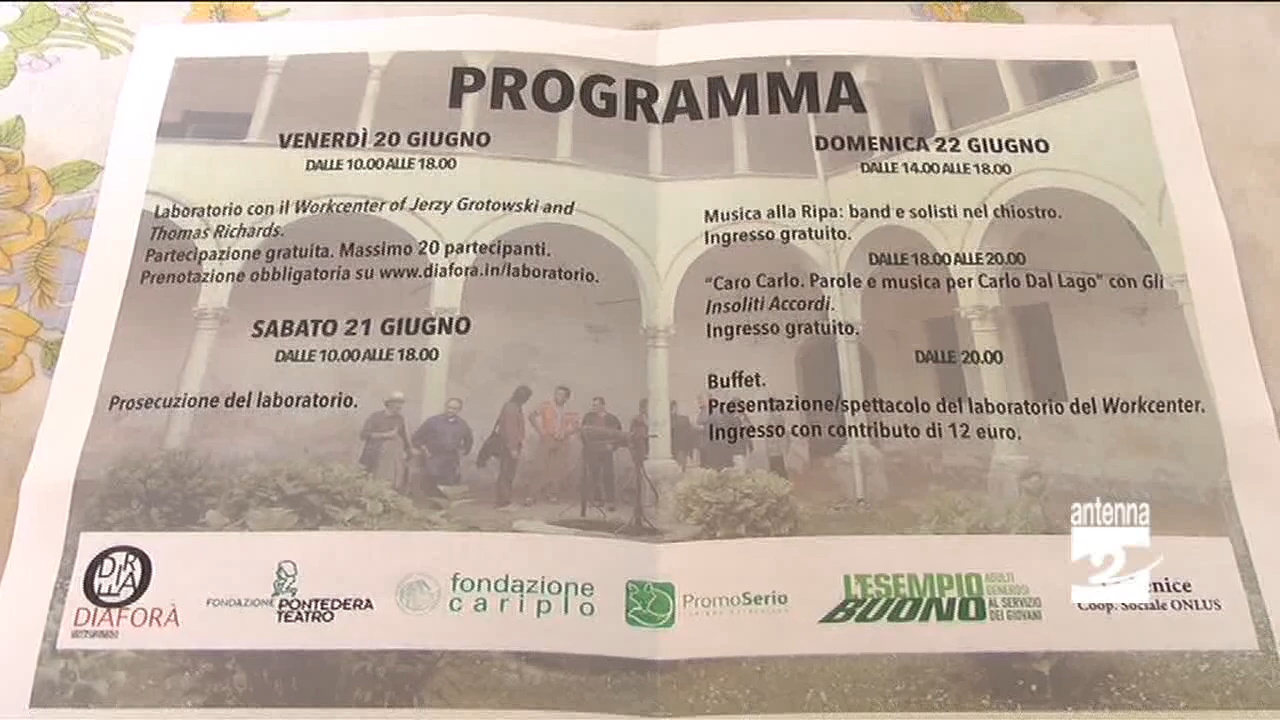 PROGRAMMA
VENERDÌ 20 GIUGNO
DALLE 10.00 ALLE 18.00
Laboratorio con il Workcenter of Jerzy Grotowski and
Thomas Richards.
Partecipazione gratuita. Massimo 20 partecipanti.
Prenotazione obbligatoria su www.diafora.in/laboratorio.
SABATO 21 GIUGNO
DALLE 10.00 ALLE 18.00
Prosecuzione del laboratorio.
DOMENICA 22 GIUGNO
DALLE 14.00 ALLE 18.00
Musica alla Ripa: band e solisti nel chiostro.
Ingresso gratuito.
DALLE 18.00 ALLE 20.00
“Caro Carlo. Parole e musica per Carlo Dal Lago” con Gli
Insoliti Accordi.
Ingresso gratuito.
DALLE 20.00
Buffet.
Presentazione/spettacolo del laboratorio del Workcenter.
Ingresso con contributo di 12 euro.
DIAFORÀ
FONDAZIONE PONTEDERA
TEATRO
fondazione
cariplo
PromoSerio
L'ESEMPIO
BUONO
ADULTI
GENEROSI
AL SERVIZIO
DEI GIOVANI
Coop. Sociale ONLUS
antenna
2